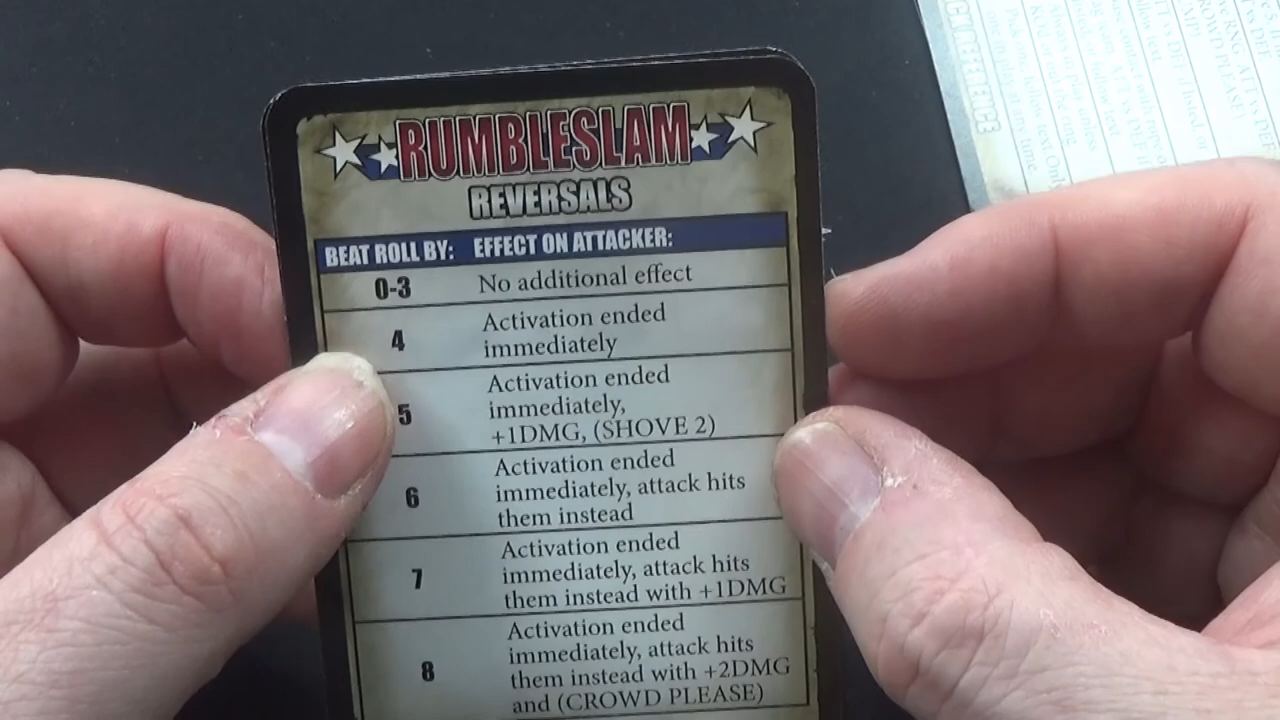 RUMBLESLAM
REVERSALS
BEAT ROLL BY: EFFECT ON ATTACKER:
0-3 No additional effect
4 Activation ended
immediately
5 Activation ended
immediately,
+1DMG, (SHOVE 2)
6 Activation ended
immediately, attack hits
them instead
7 Activation ended
immediately, attack hits
them instead with +1DMG
8 Activation ended
immediately, attack hits
them instead with +2DMG
and (CROWD PLEASE)